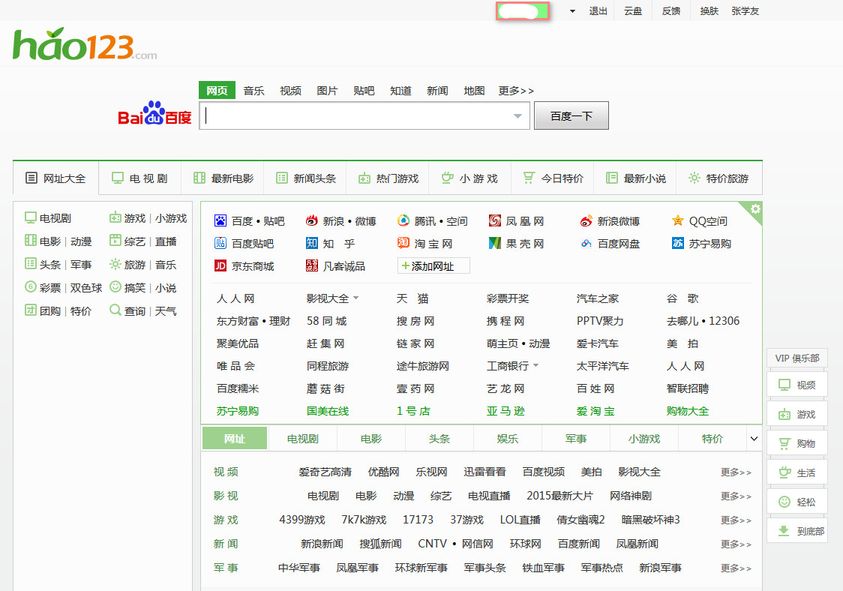 退出 云盘 反馈 换肤 张学友
hao123.com
网页 音乐 视频 图片 贴吧 知道 新闻 地图 更多>>
Bai du 百度 百度一下
网址大全 电 视 剧 最新电影 新闻头条 热门游戏 小 游 戏 今日特价 最新小说 特价旅游
电视剧 游戏 | 小游戏
电影 | 动漫 综艺 | 直播
头条 | 军事 旅游 | 音乐
彩票 | 双色球 搞笑 | 小说
团购 | 特价 查询 | 天气
百度 • 贴吧 新浪 • 微博 腾讯 • 空间 凤 凰 网 新浪微博 QQ空间
百度贴吧 知 乎 淘 宝 网 果 壳 网 百度网盘 苏宁易购
京东商城 凡客诚品 +添加网址
人 人 网 影视大全 天 猫 彩票开奖 汽车之家 谷 歌
东方财富 • 理财 58 同 城 搜 房 网 携 程 网 PPTV聚力 去哪儿 • 12306
聚美优品 赶 集 网 链 家 网 萌主页 • 动漫 爱卡汽车 美 拍
唯 品 会 同程旅游 途牛旅游网 工商银行 太平洋汽车 人 人 网
百度糯米 蘑 菇 街 壹 药 网 艺 龙 网 百 姓 网 智联招聘
苏宁易购 国美在线 1 号 店 亚 马 逊 爱 淘 宝 购物大全
网址 电视剧 电影 头条 娱乐 军事 小游戏 特价
视 频 爱奇艺高清 优酷网 乐视网 迅雷看看 百度视频 美拍 影视大全 更多>>
影 视 电视剧 电影 动漫 综艺 电视直播 2015最新大片 网络神剧 更多>>
游 戏 4399游戏 7k7k游戏 17173 37游戏 LOL直播 倩女幽魂2 暗黑破坏神3 更多>>
新 闻 新浪新闻 搜狐新闻 CNTV • 网信网 环球网 百度新闻 凤凰新闻 更多>>
军 事 中华军事 凤凰军事 环球新军事 军事头条 铁血军事 军事热点 新浪军事 更多>>
VIP 俱乐部
视频
游戏
购物
生活
轻松
到底部